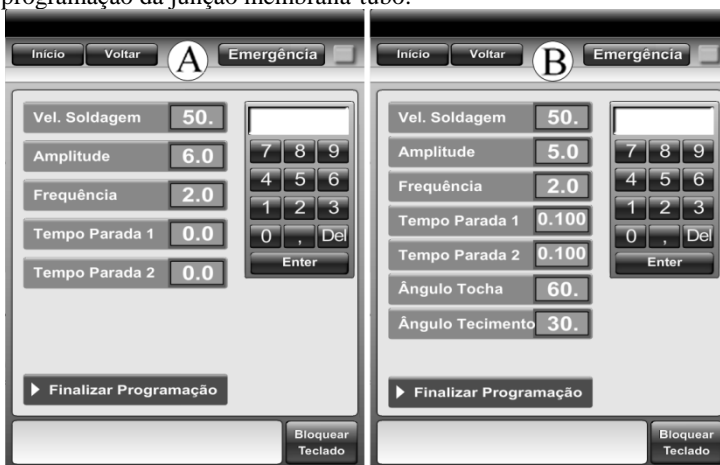 programação da junção membrana-tubo.
Início Voltar A Emergência
Vel. Soldagem 50.
Amplitude 6.0
Frequência 2.0
Tempo Parada 1 0.0
Tempo Parada 2 0.0
7 8 9
4 5 6
1 2 3
0 , Del
Enter
Finalizar Programação
Bloquear
Teclado
Início Voltar B Emergência
Vel. Soldagem 50.
Amplitude 5.0
Frequência 2.0
Tempo Parada 1 0.100
Tempo Parada 2 0.100
Ângulo Tocha 60.
Ângulo Tecimento 30.
7 8 9
4 5 6
1 2 3
0 , Del
Enter
Finalizar Programação
Bloquear
Teclado